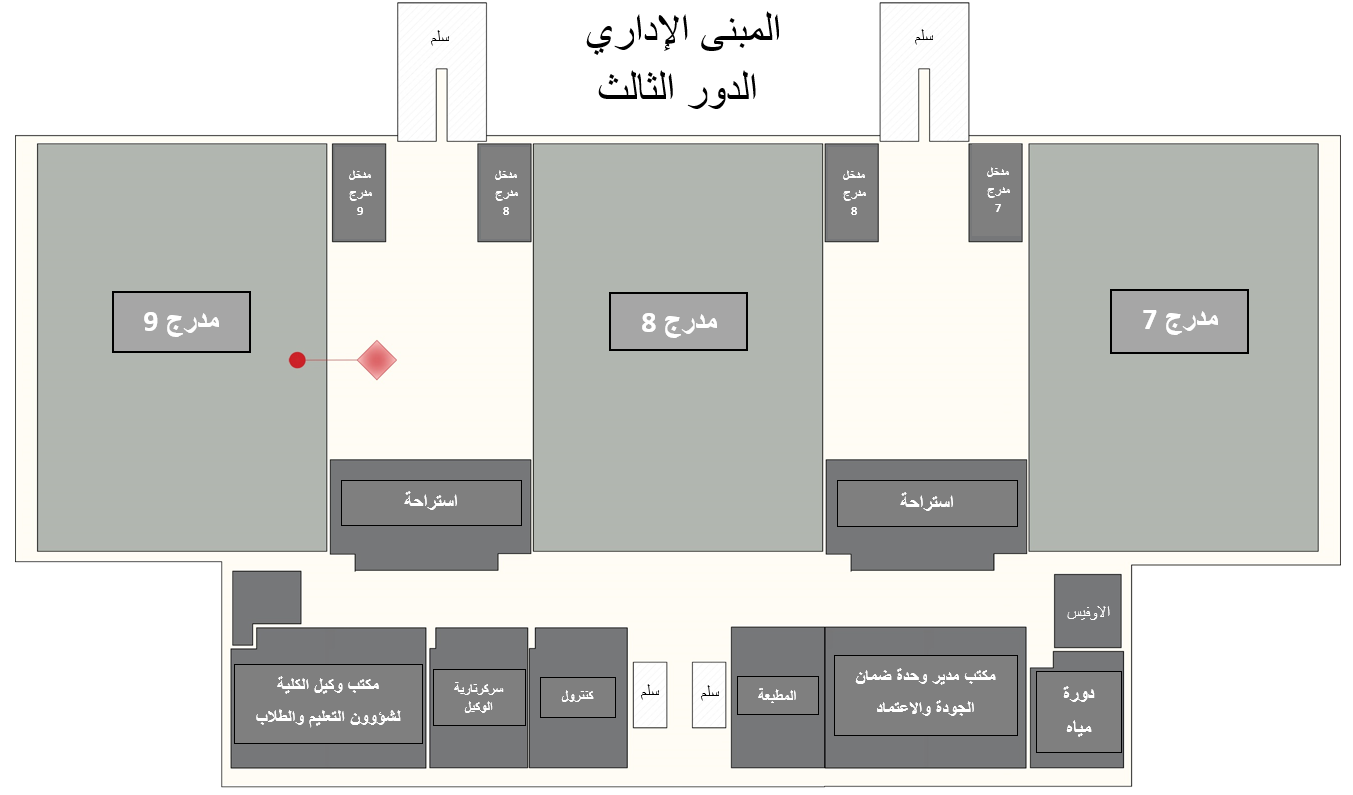 المبنى الإداري
الدور الثالث
سلم
سلم
مدخل
مدرج
7
مدخل
مدرج
8
مدخل
مدرج
8
مدخل
مدرج
9
مدرج 7
مدرج 8
مدرج 9
استراحة
استراحة
الاوفيس
دورة
مياه
مكتب مدير وحدة ضمان
الجودة والاعتماد
المطبعة
سلم
سلم
كنترول
سركرتارية
الوكيل
مكتب وكيل الكلية
لشؤوون التعليم والطلاب